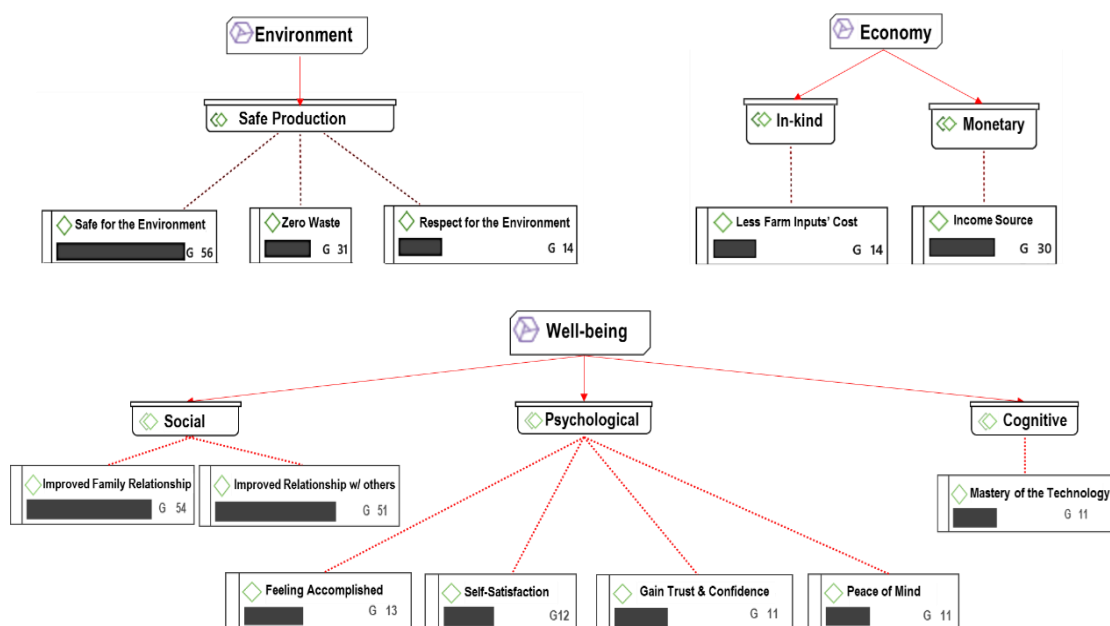 Environment
Economy
Safe Production
In-kind
Monetary
Safe for the Environment
G 56
Zero Waste
G 31
Respect for the Environment
G 14
Less Farm Inputs' Cost
G 14
Income Source
G 30
Well-being
Social
Psychological
Cognitive
Improved Family Relationship
G 54
Improved Relationship w/ others
G 51
Mastery of the Technology
G 11
Feeling Accomplished
G 13
Self-Satisfaction
G12
Gain Trust & Confidence
G 11
Peace of Mind
G 11